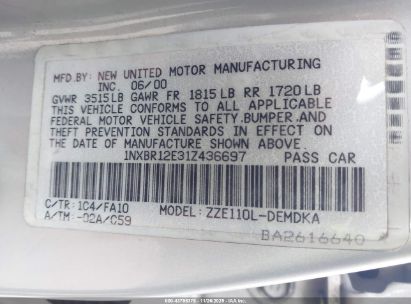 MFD.BY: NEW UNITED MOTOR MANUFACTURING
INC. 06/00
GVWR 3515LB GAWR FR 1815LB RR 1720LB
THIS VEHICLE CONFORMS TO ALL APPLICABLE
FEDERAL MOTOR VEHICLE SAFETY,BUMPER,AND
THEFT PREVENTION STANDARDS IN EFFECT ON
THE DATE OF MANUFACTURE SHOWN ABOVE.
1NXBR12E31Z436697 PASS CAR
C/TR:1C4/FA10 MODEL:ZZE110L-DEMDKA
A/TM:-02A/C59
BA2616640